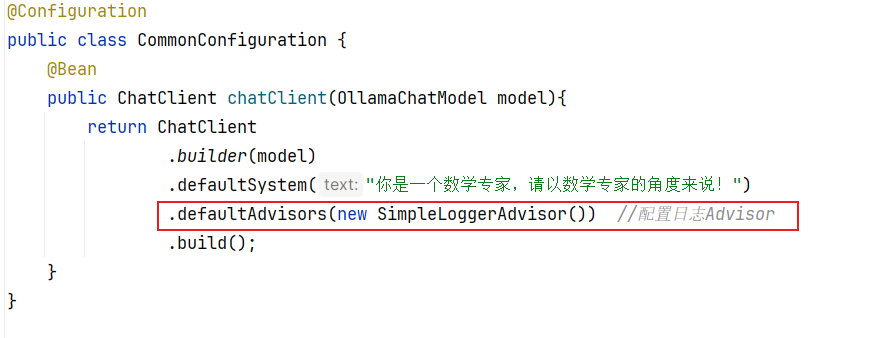 @Configuration
public class CommonConfiguration {
@Bean
public ChatClient chatClient(OllamaChatModel model){
return ChatClient
.builder(model)
.defaultSystem( text: "你是一个数学专家，请以数学专家的角度来说！")
.defaultAdvisors(new SimpleLoggerAdvisor()) //配置日志Advisor
.build();
}
}